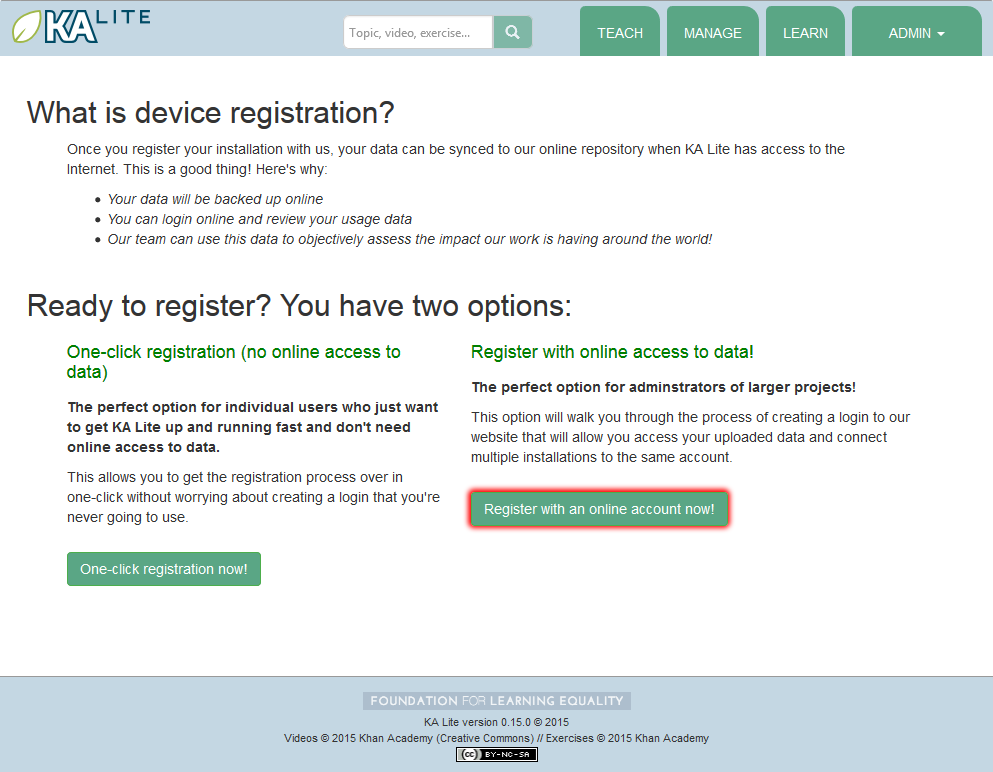 KA LITE
Topic, video, exercise...
TEACH
MANAGE
LEARN
ADMIN
What is device registration?
Once you register your installation with us, your data can be synced to our online repository when KA Lite has access to the
Internet. This is a good thing! Here's why:
Your data will be backed up online
You can login online and review your usage data
Our team can use this data to objectively assess the impact our work is having around the world!
Ready to register? You have two options:
One-click registration (no online access to
data)
The perfect option for individual users who just want
to get KA Lite up and running fast and don't need
online access to data.
This allows you to get the registration process over in
one-click without worrying about creating a login that you're
never going to use.
One-click registration now!
Register with online access to data!
The perfect option for adminstrators of larger projects!
This option will walk you through the process of creating a login to our
website that will allow you access your uploaded data and connect
multiple installations to the same account.
Register with an online account now!
FOUNDATION FOR LEARNING EQUALITY
KA Lite version 0.15.0 © 2015
Videos © 2015 Khan Academy (Creative Commons) // Exercises © 2015 Khan Academy
cc BY-NC-SA